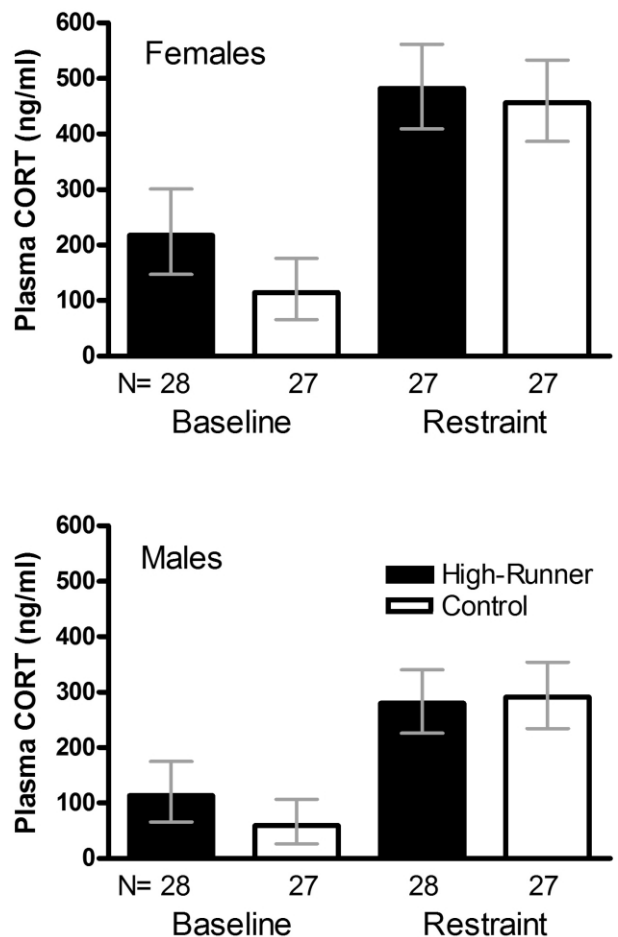 600
Females
500
400
300
200
100
0
Plasma CORT (ng/ml)
N= 28 27 27 27
Baseline Restraint
600
Males
500
High-Runner
Control
400
300
200
100
0
Plasma CORT (ng/ml)
N= 28 27 28 27
Baseline Restraint